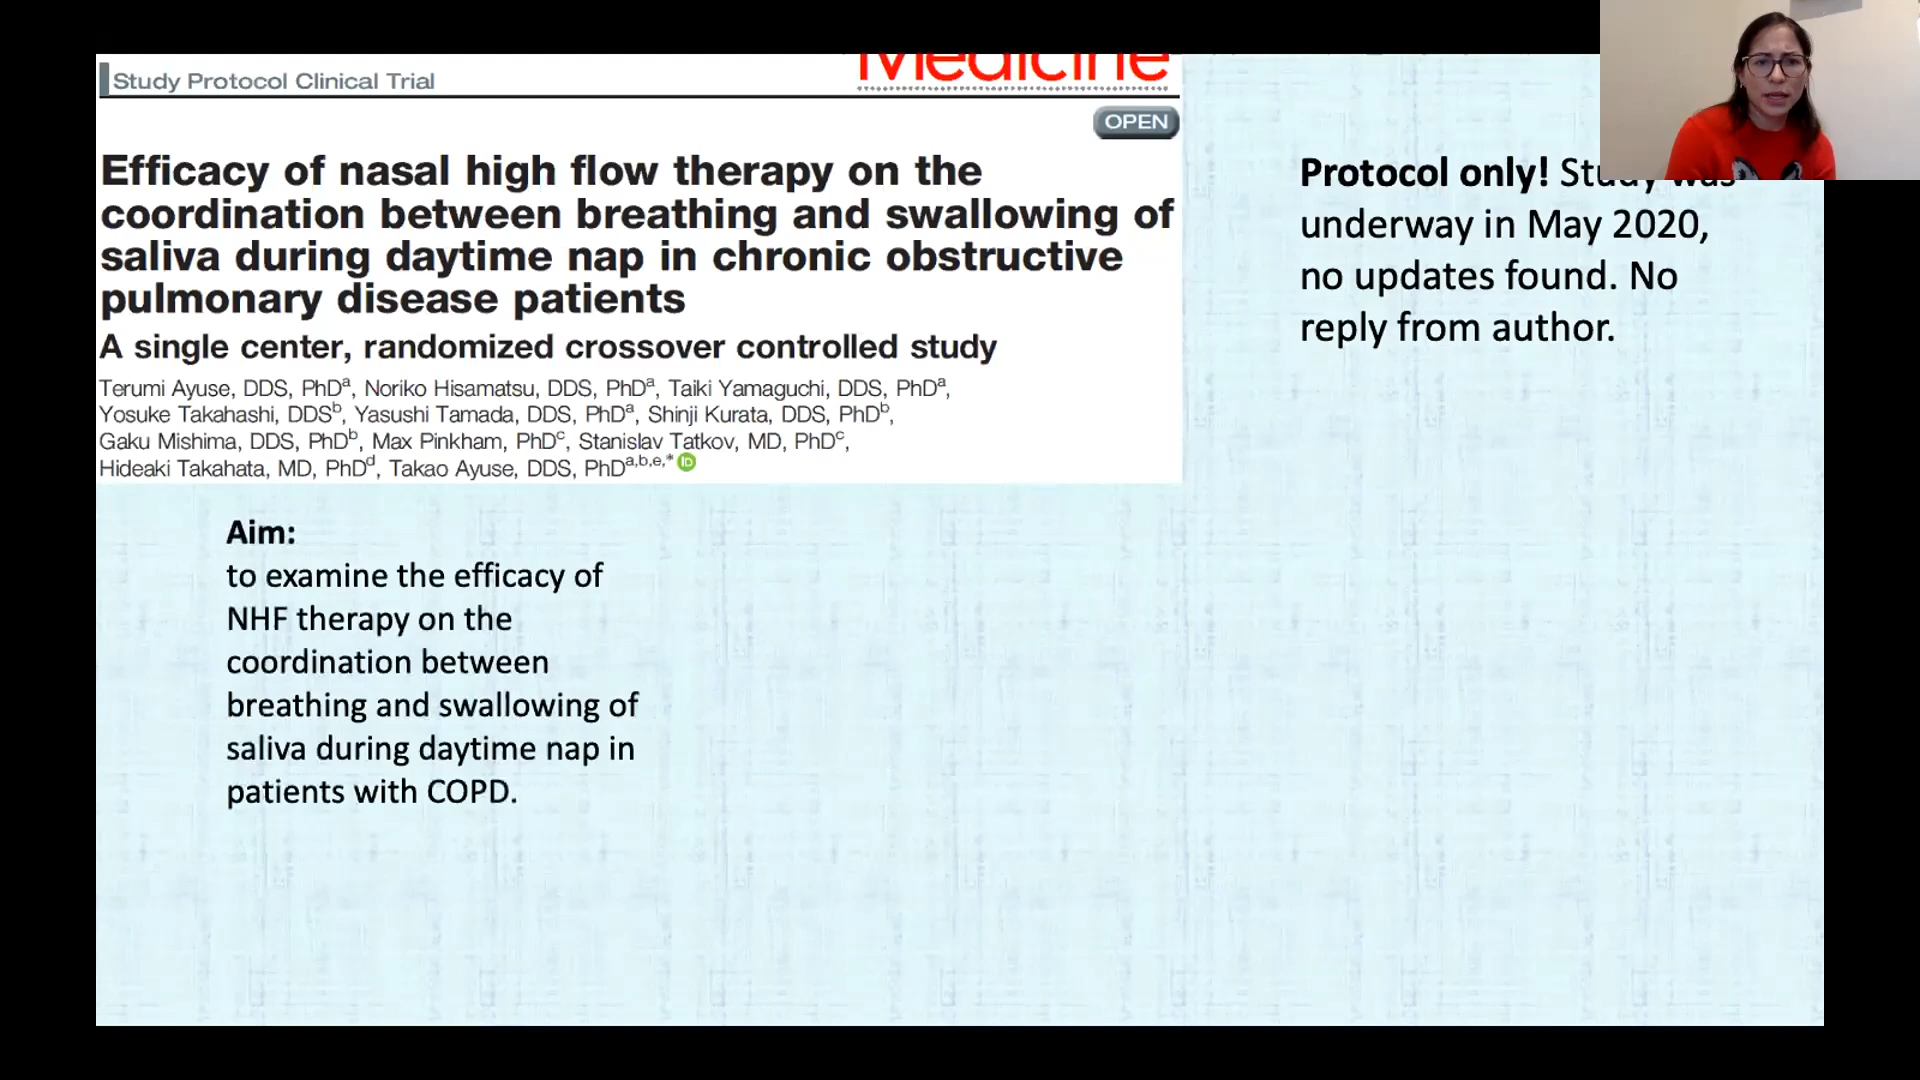 Medicine
Study Protocol Clinical Trial
OPEN
Efficacy of nasal high flow therapy on the
coordination between breathing and swallowing of
saliva during daytime nap in chronic obstructive
pulmonary disease patients
A single center, randomized crossover controlled study
Terumi Ayuse, DDS, PhDa, Noriko Hisamatsu, DDS, PhDa, Taiki Yamaguchi, DDS, PhDa,
Yosuke Takahashi, DDSb, Yasushi Tamada, DDS, PhDa, Shinji Kurata, DDS, PhDb,
Gaku Mishima, DDS, PhDb, Max Pinkham, PhDc, Stanislav Tatkov, MD, PhDc,
Hideaki Takahata, MD, PhDd, Takao Ayuse, DDS, PhDa,b,e,* iD
Protocol only! Study was
underway in May 2020,
no updates found. No
reply from author.
Aim:
to examine the efficacy of
NHF therapy on the
coordination between
breathing and swallowing of
saliva during daytime nap in
patients with COPD.